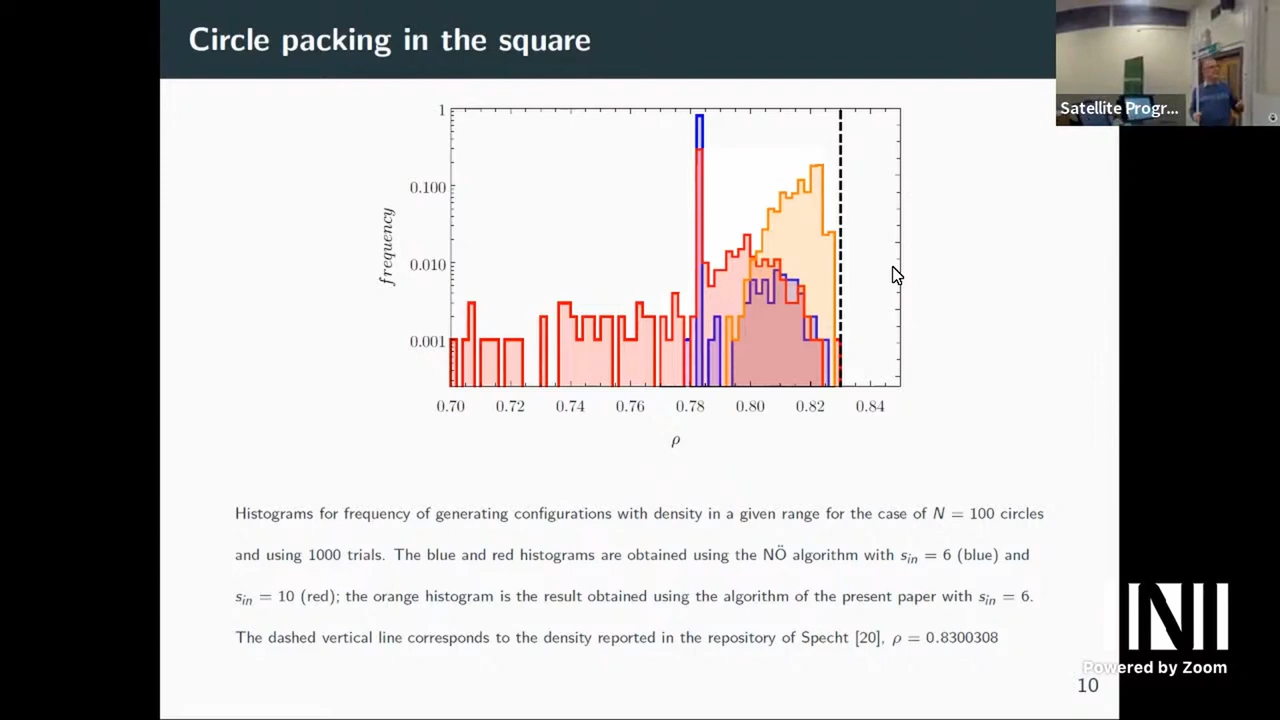 Circle packing in the square
Satellite Progr...
1
0.100
0.010
0.001
frequency
0.70 0.72 0.74 0.76 0.78 0.80 0.82 0.84
ρ
Histograms for frequency of generating configurations with density in a given range for the case of N = 100 circles
and using 1000 trials. The blue and red histograms are obtained using the NÖ algorithm with s_in = 6 (blue) and
s_in = 10 (red); the orange histogram is the result obtained using the algorithm of the present paper with s_in = 6.
The dashed vertical line corresponds to the density reported in the repository of Specht [20], ρ = 0.8300308
Powered by Zoom
10